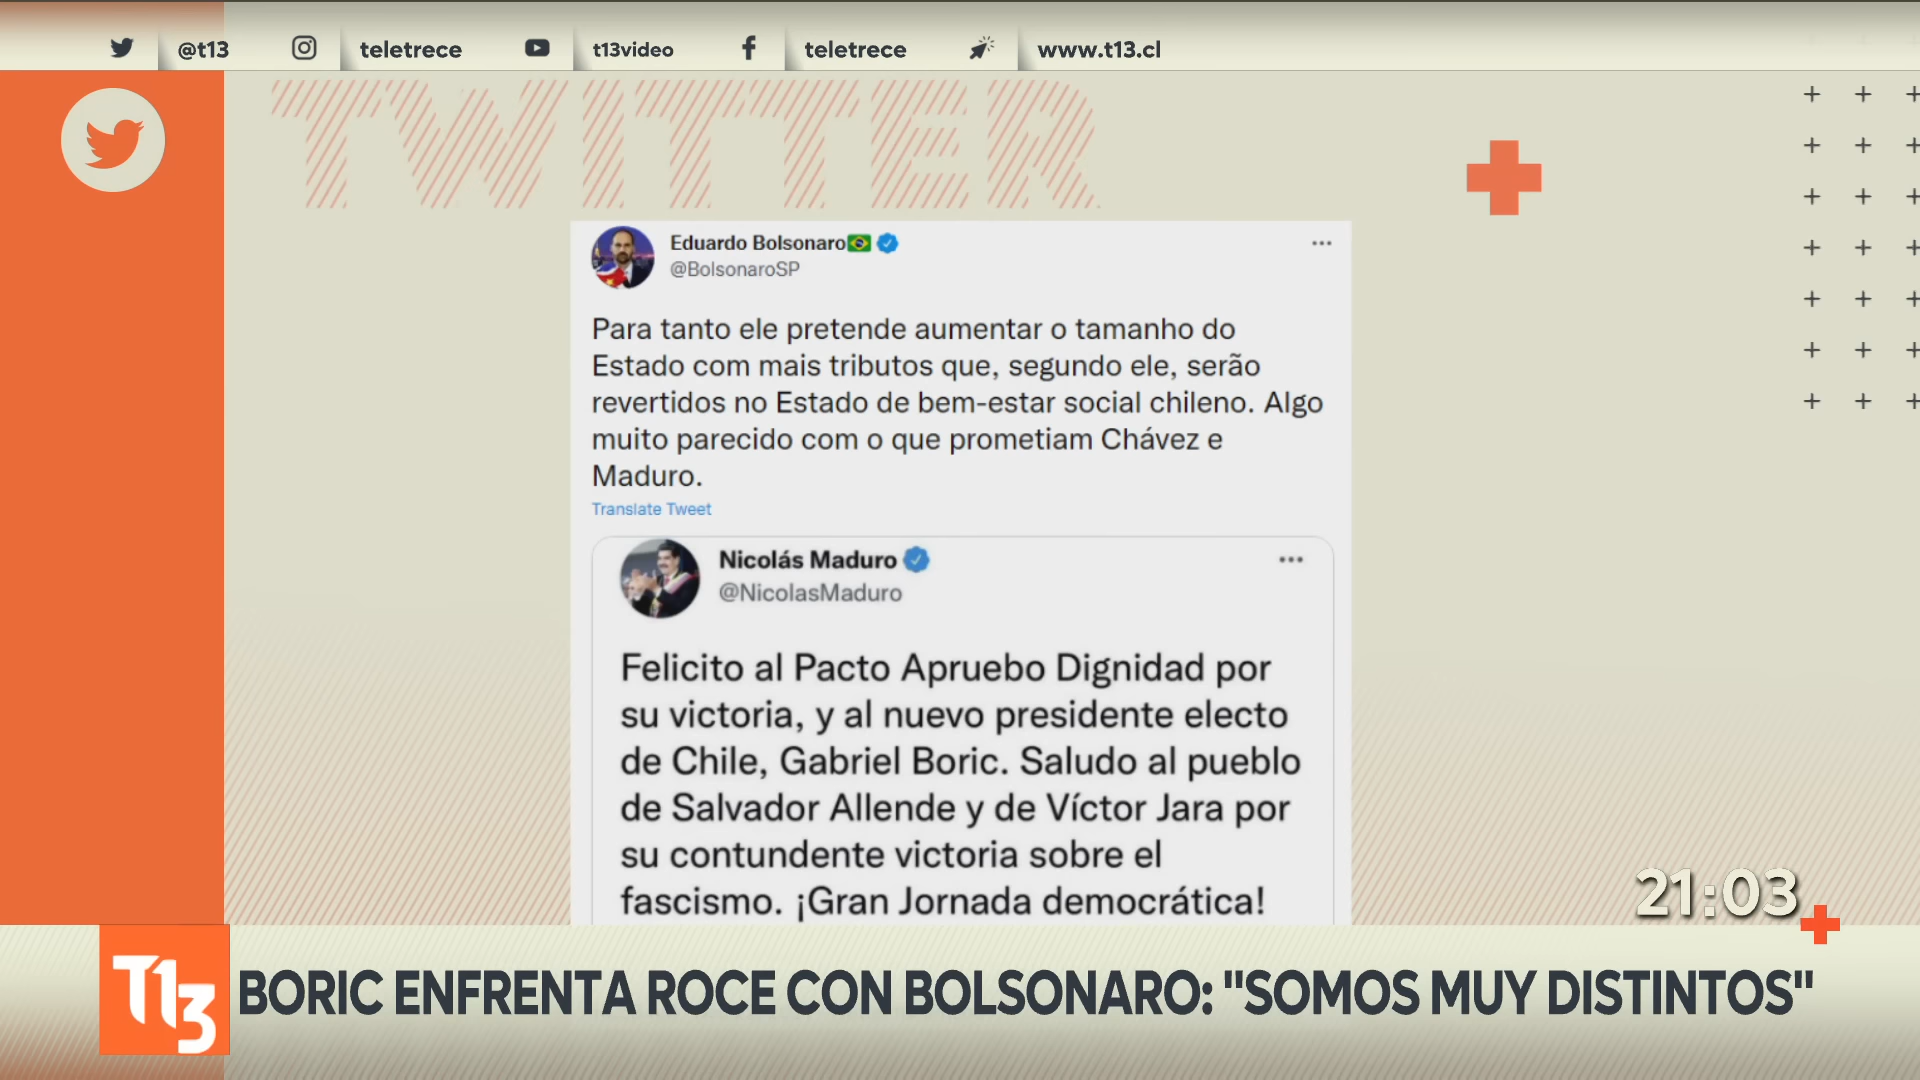 @t13
teletrece
t13video
teletrece
www.t13.cl
TWITTER
Eduardo Bolsonaro
@BolsonaroSP
Para tanto ele pretende aumentar o tamanho do
Estado com mais tributos que, segundo ele, serão
revertidos no Estado de bem-estar social chileno. Algo
muito parecido com o que prometiam Chávez e
Maduro.
Translate Tweet
Nicolás Maduro
@NicolasMaduro
Felicito al Pacto Apruebo Dignidad por
su victoria, y al nuevo presidente electo
de Chile, Gabriel Boric. Saludo al pueblo
de Salvador Allende y de Víctor Jara por
su contundente victoria sobre el
fascismo. ¡Gran Jornada democrática!
21:03
T13
BORIC ENFRENTA ROCE CON BOLSONARO: "SOMOS MUY DISTINTOS"